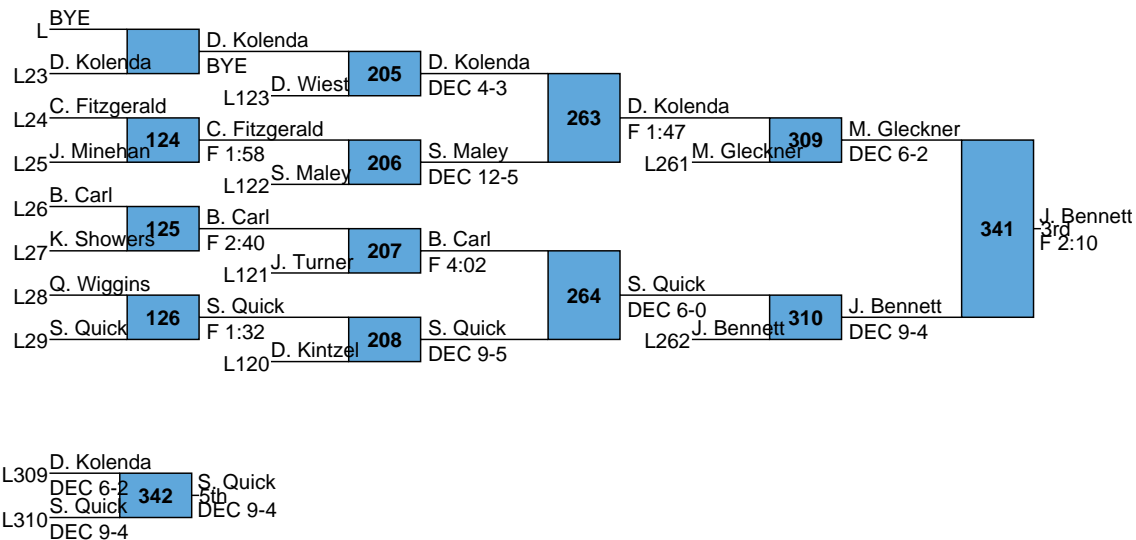 L BYE
L23 D. Kolenda
D. Kolenda
BYE
L123 D. Wiest
205
D. Kolenda
DEC 4-3
L24 C. Fitzgerald
124
L25 J. Minehan
C. Fitzgerald
F 1:58
L122 S. Maley
206
S. Maley
DEC 12-5
263
D. Kolenda
F 1:47
L261 M. Gleckner
309
M. Gleckner
DEC 6-2
L26 B. Carl
125
L27 K. Showers
B. Carl
F 2:40
L121 J. Turner
207
B. Carl
F 4:02
L28 Q. Wiggins
126
L29 S. Quick
S. Quick
F 1:32
L120 D. Kintzel
208
S. Quick
DEC 9-5
264
S. Quick
DEC 6-0
L262 J. Bennett
310
J. Bennett
DEC 9-4
341
J. Bennett
3rd
F 2:10
L309 D. Kolenda
DEC 6-2
342
L310 S. Quick
DEC 9-4
S. Quick
5th
DEC 9-4